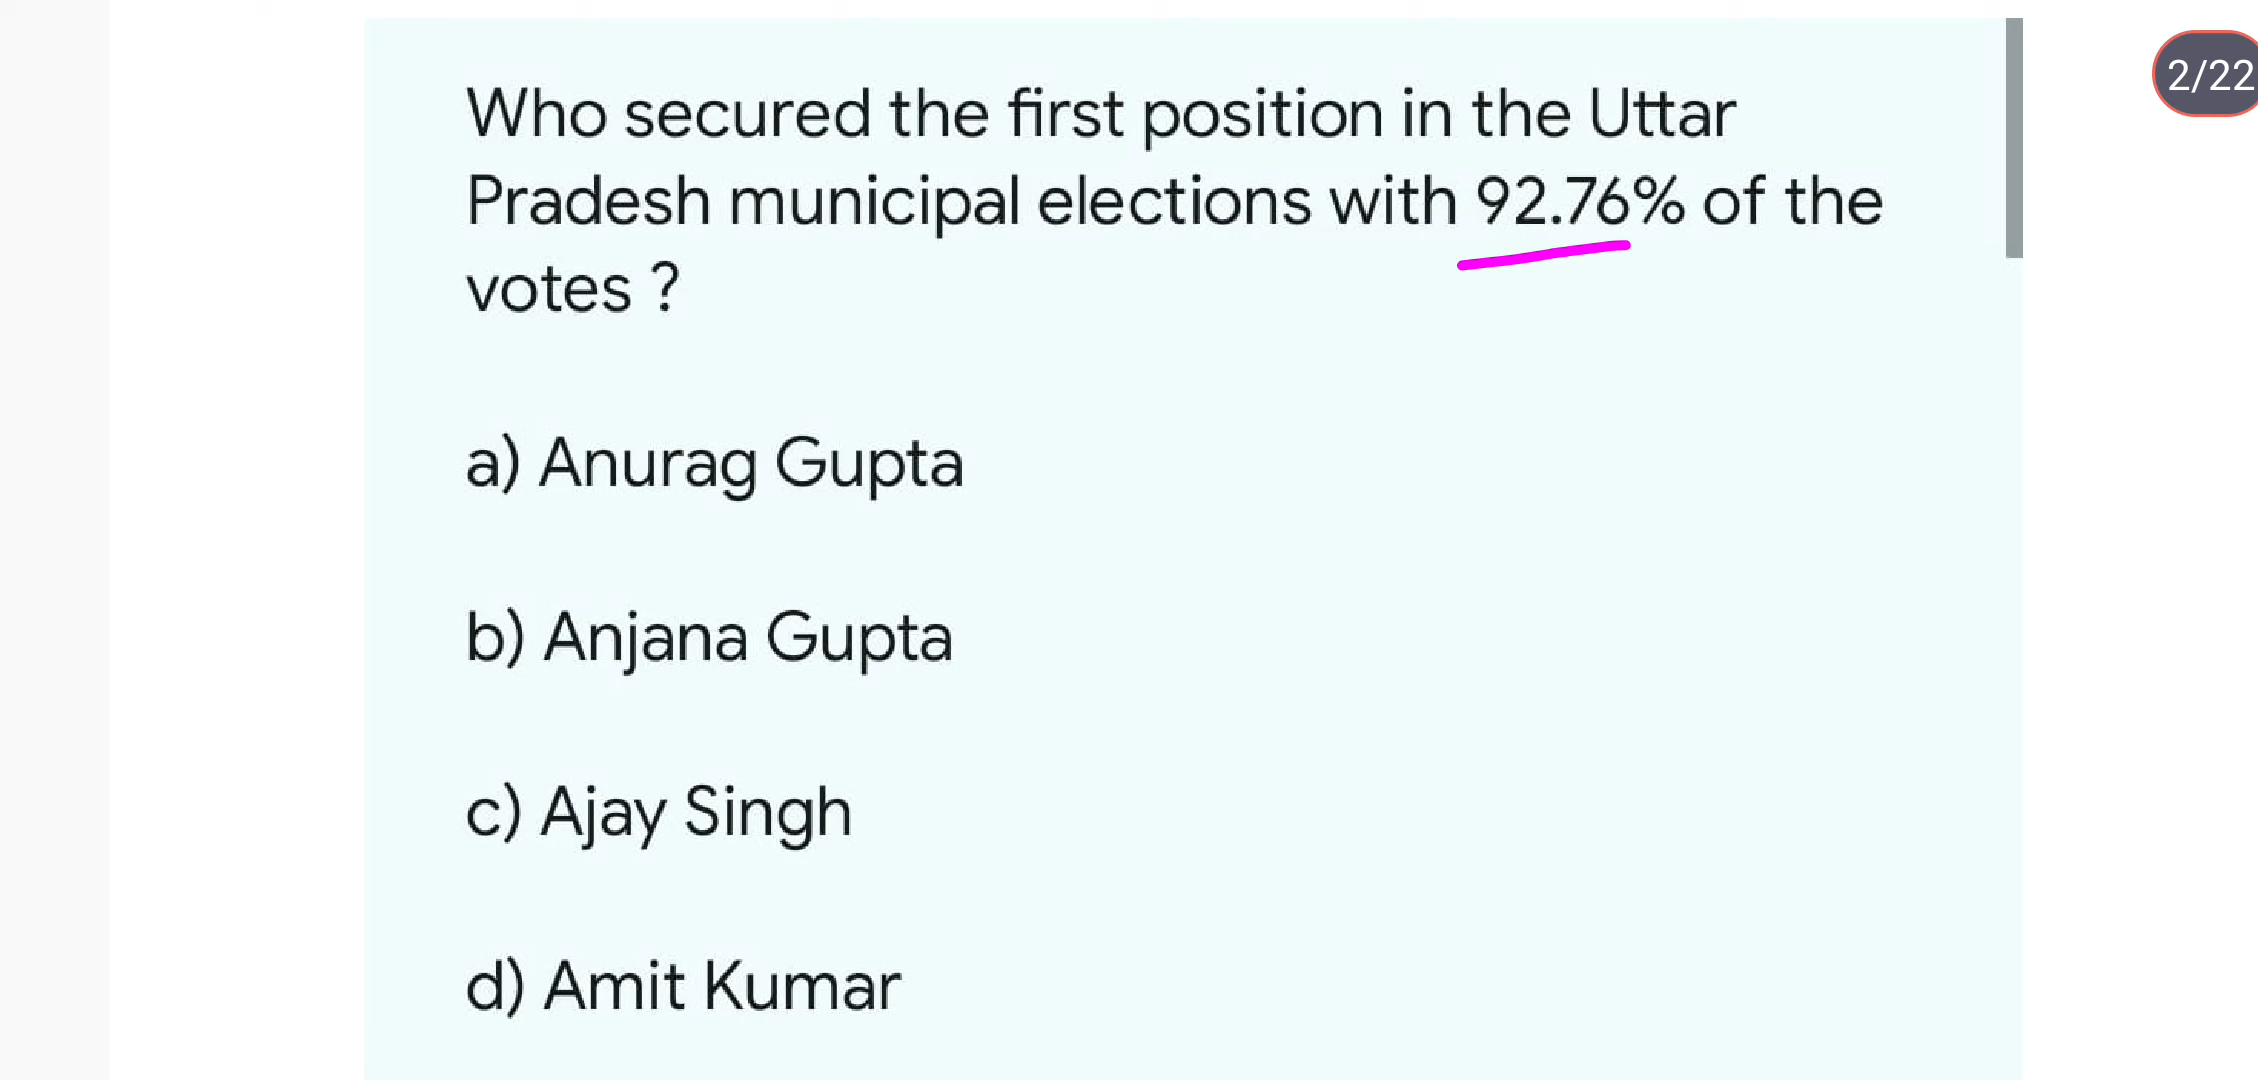 Who secured the first position in the Uttar
Pradesh municipal elections with 92.76% of the
votes ?
a) Anurag Gupta
b) Anjana Gupta
c) Ajay Singh
d) Amit Kumar
2/22